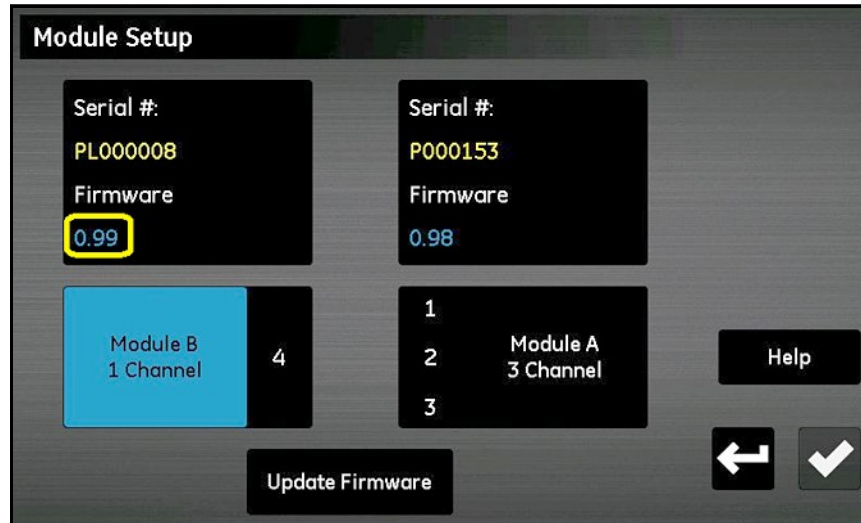 Module Setup
Serial #:
PL000008
Firmware
0.99
Serial #:
P000153
Firmware
0.98
Module B
1 Channel
4
1
2
3
Module A
3 Channel
Help
Update Firmware